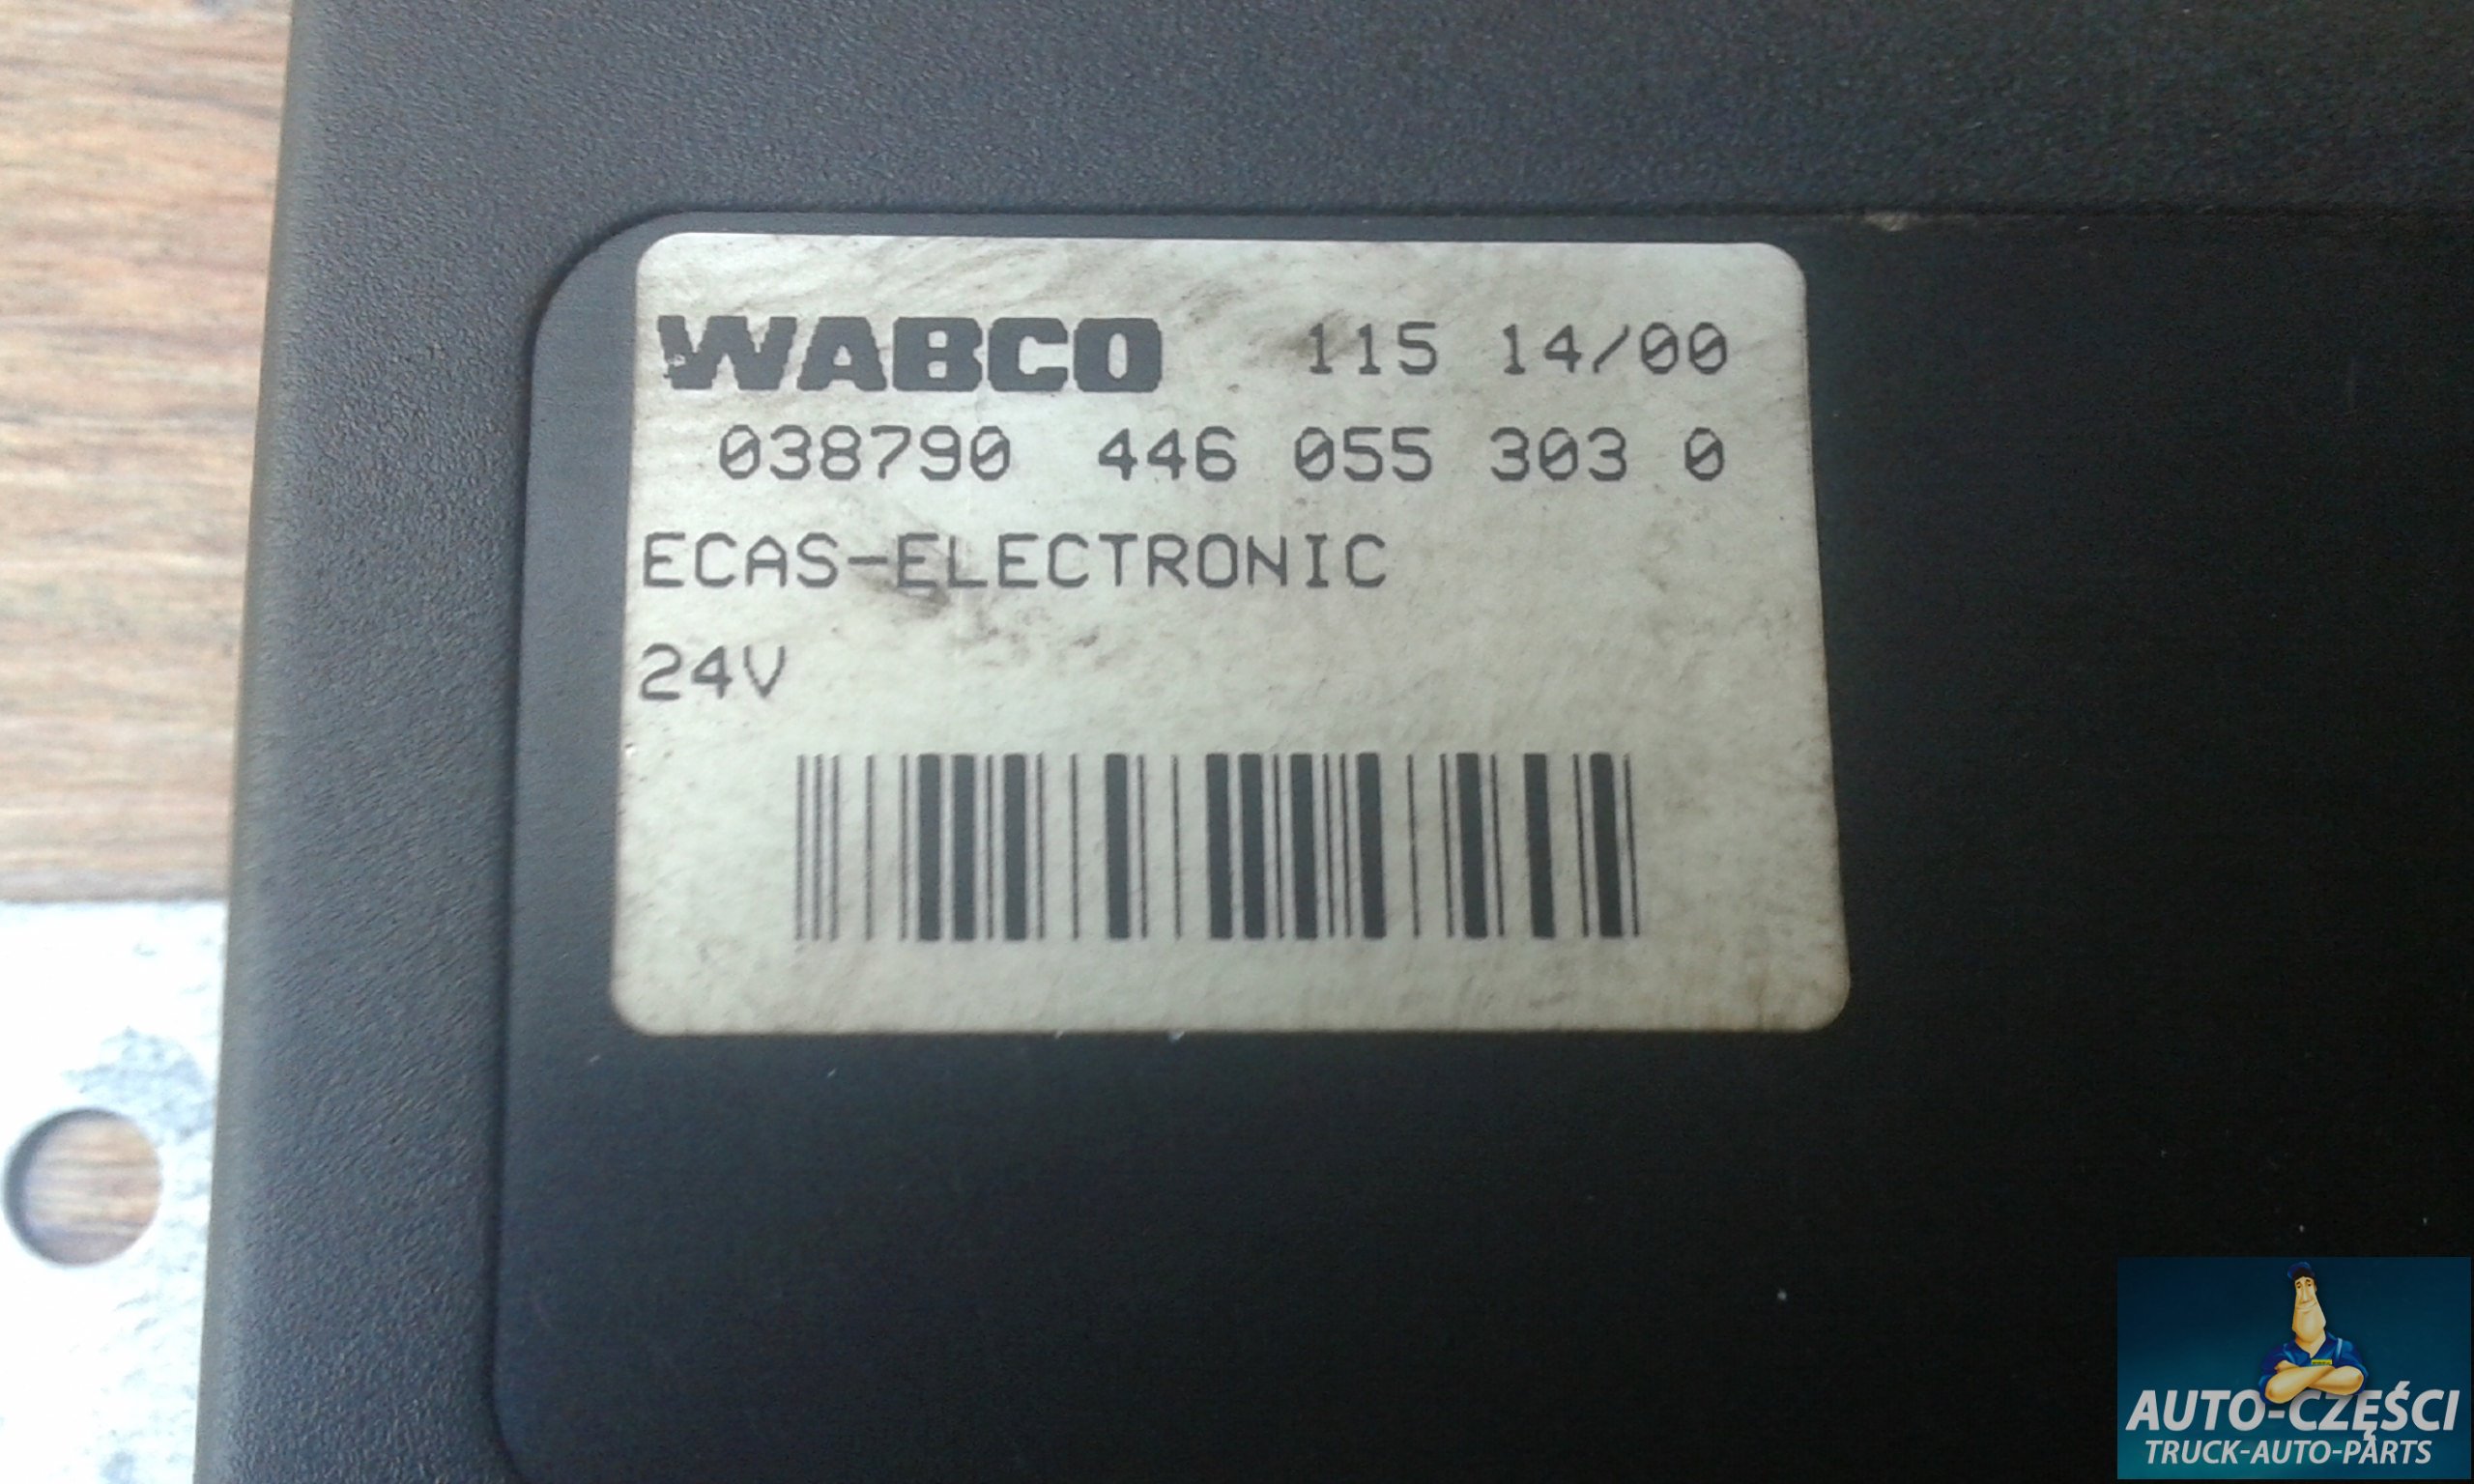 WABCO 115 14/00
038790 446 055 303 0
ECAS-ELECTRONIC
24V
AUTO-CZĘŚCI
TRUCK-AUTO-PARTS